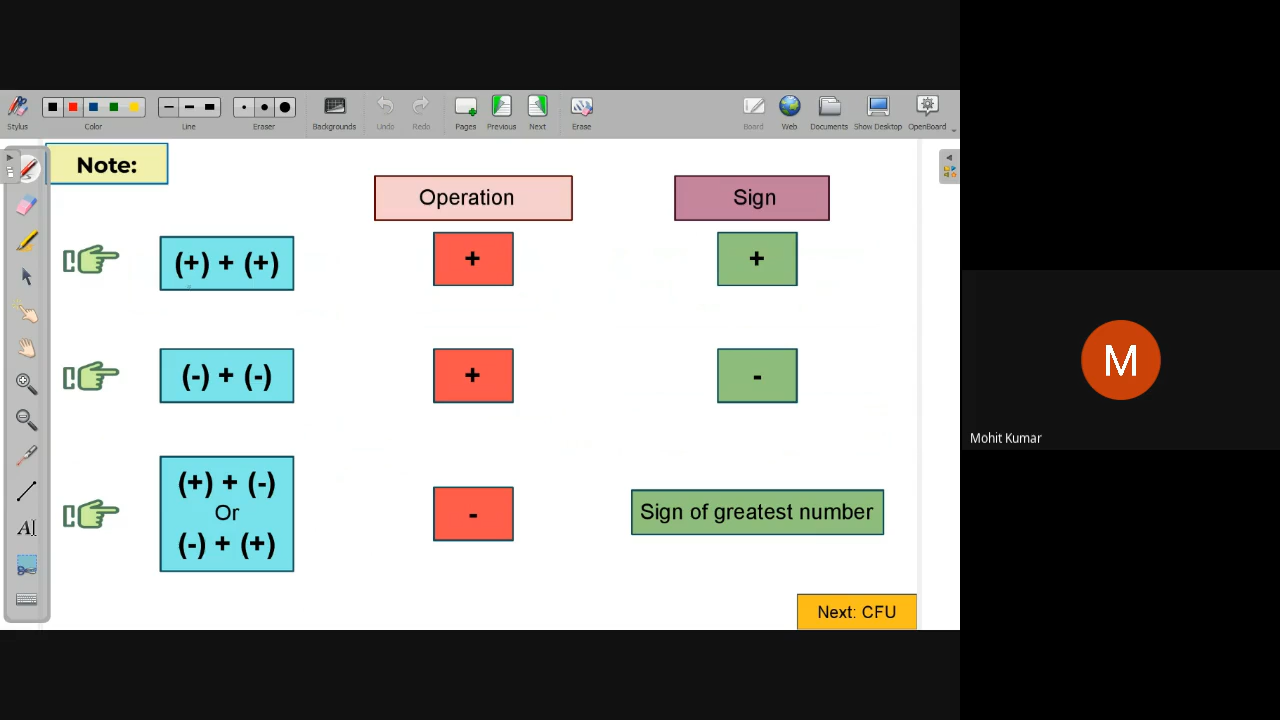 Stylus
Color
Line
Eraser
Backgrounds
Undo
Redo
Pages
Previous
Next
Erase
Board
Web
Documents
Show Desktop
OpenBoard
Note:
Operation
Sign
(+) + (+)
+
+
(-) + (-)
+
-
(+) + (-)
Or
(-) + (+)
-
Sign of greatest number
Next: CFU
AI
M
Mohit Kumar